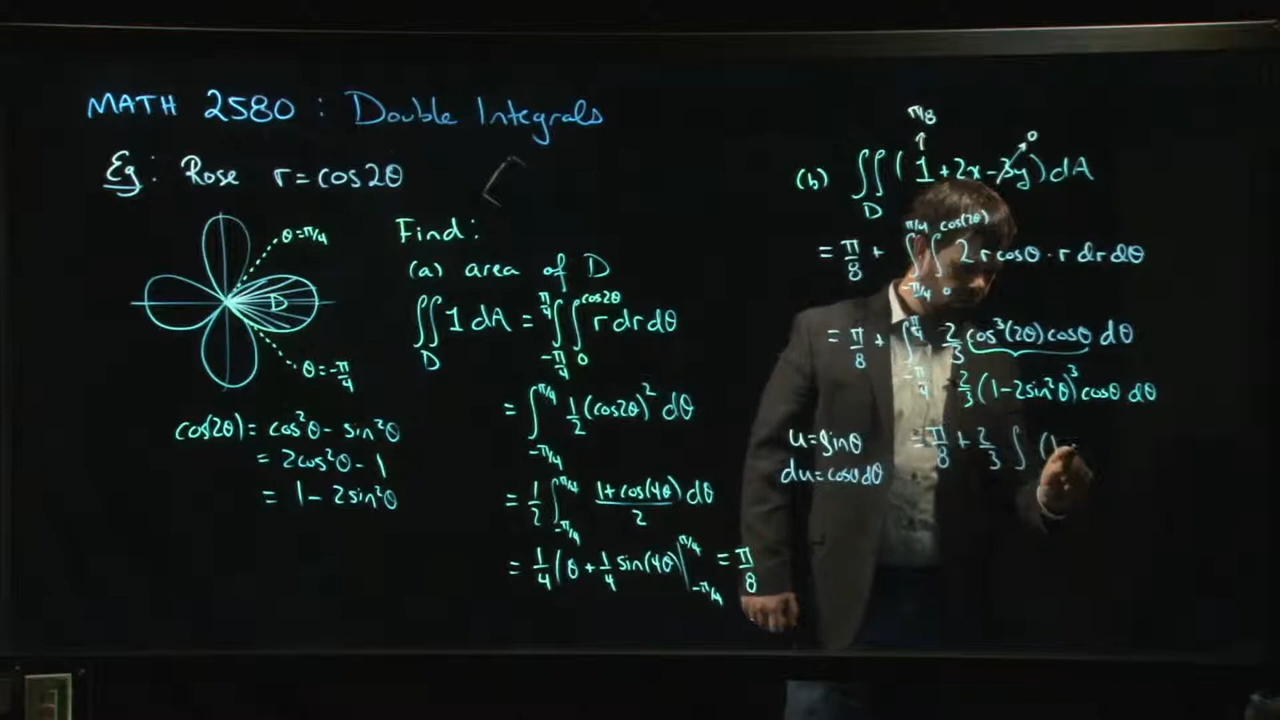 MATH 2580 : Double Integrals
Eg: Rose r=cos2θ
θ=π/4
D
θ=-π/4
cos(2θ)= cos²θ- sin²θ
= 2cos²θ- 1
= 1- 2sin²θ
Find:
(a) area of D
∬_D 1 dA = ∫_{-π/4}^{π/4} ∫_0^{cos2θ} r dr dθ
= ∫_{-π/4}^{π/4} 1/2 (cos2θ)² dθ
= 1/2 ∫_{-π/4}^{π/4} (1+cos(4θ))/2 dθ
= 1/4 (θ + 1/4 sin(4θ)|_{-π/4}^{π/4} = π/8
π/8
0
(b) ∬_D (1+2x-3y) dA
= π/8 + ∫_{-π/4}^{π/4} ∫_0^{cos(2θ)} 2 r cosθ · r dr dθ
= π/8 + ∫_{-π/4}^{π/4} 2/3 cos³(2θ) cosθ dθ
2/3 (1-2sin²θ)³ cosθ dθ
u=sinθ
du=cosθ dθ
= π/8 + 2/3 ∫ (1-